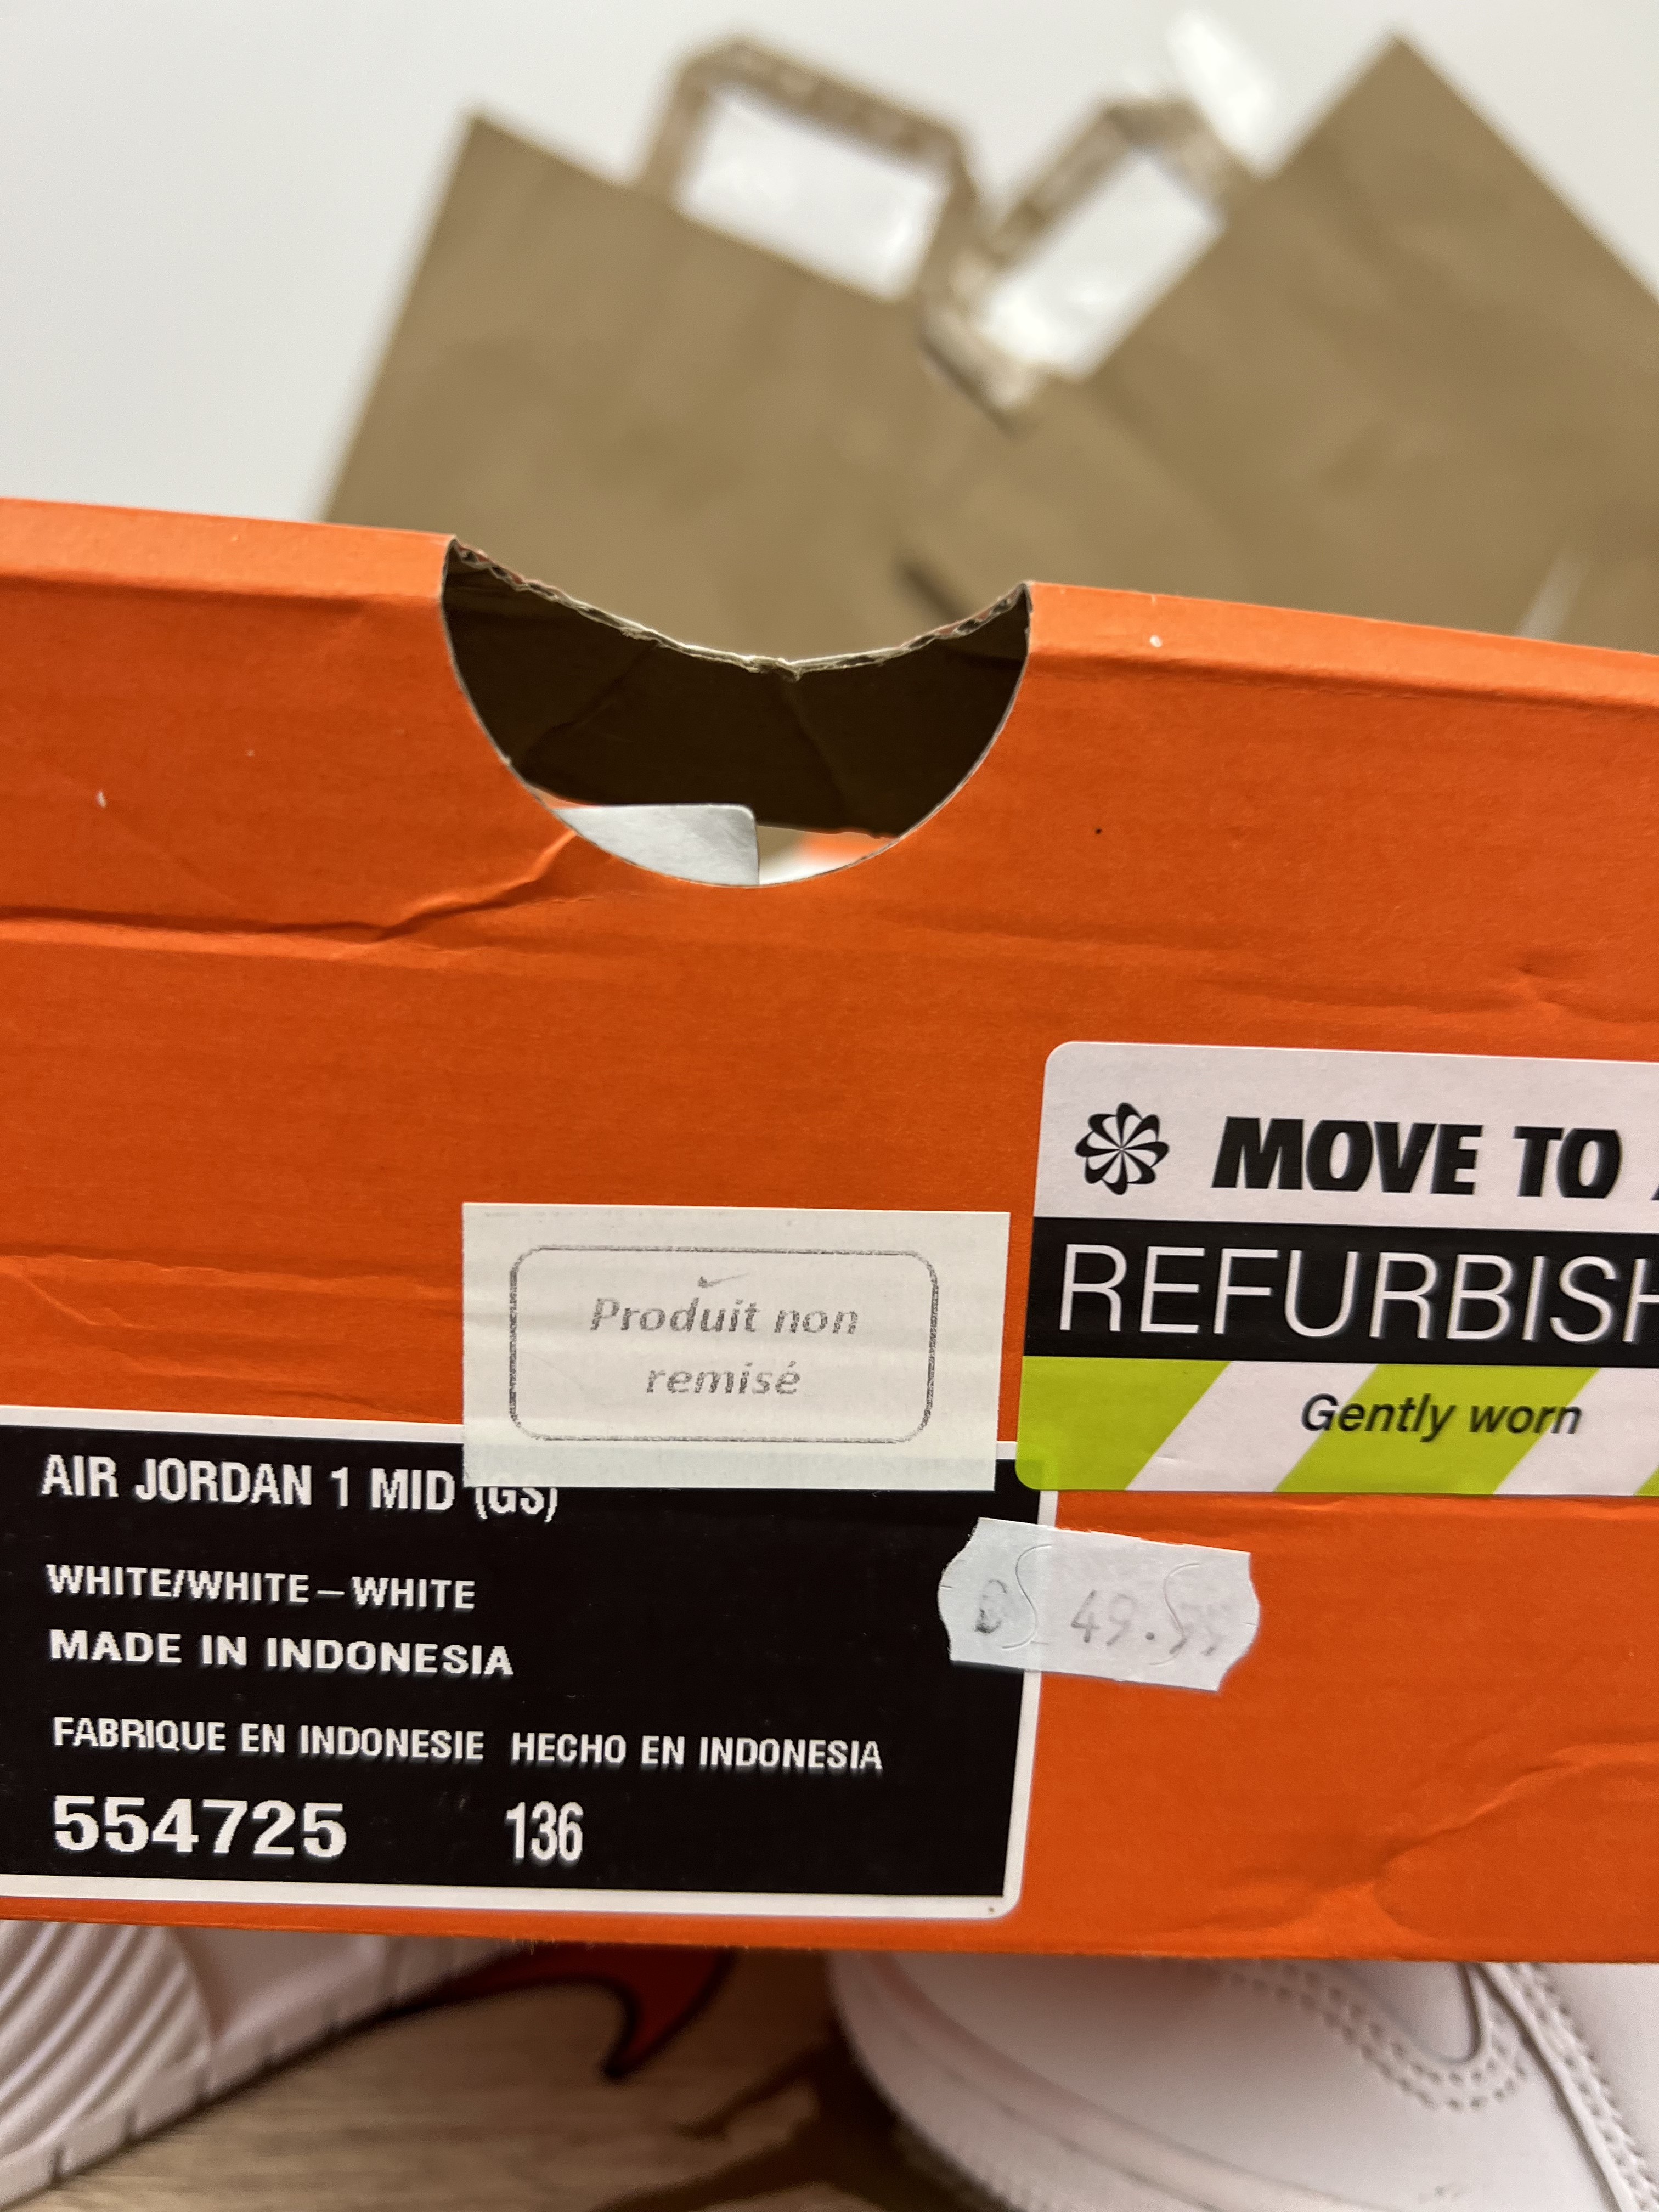 MOVE TO
REFURBISH
Gently worn
Produit non
remisé
AIR JORDAN 1 MID (GS)
WHITE/WHITE–WHITE
MADE IN INDONESIA
FABRIQUE EN INDONESIE HECHO EN INDONESIA
554725 136
49.99